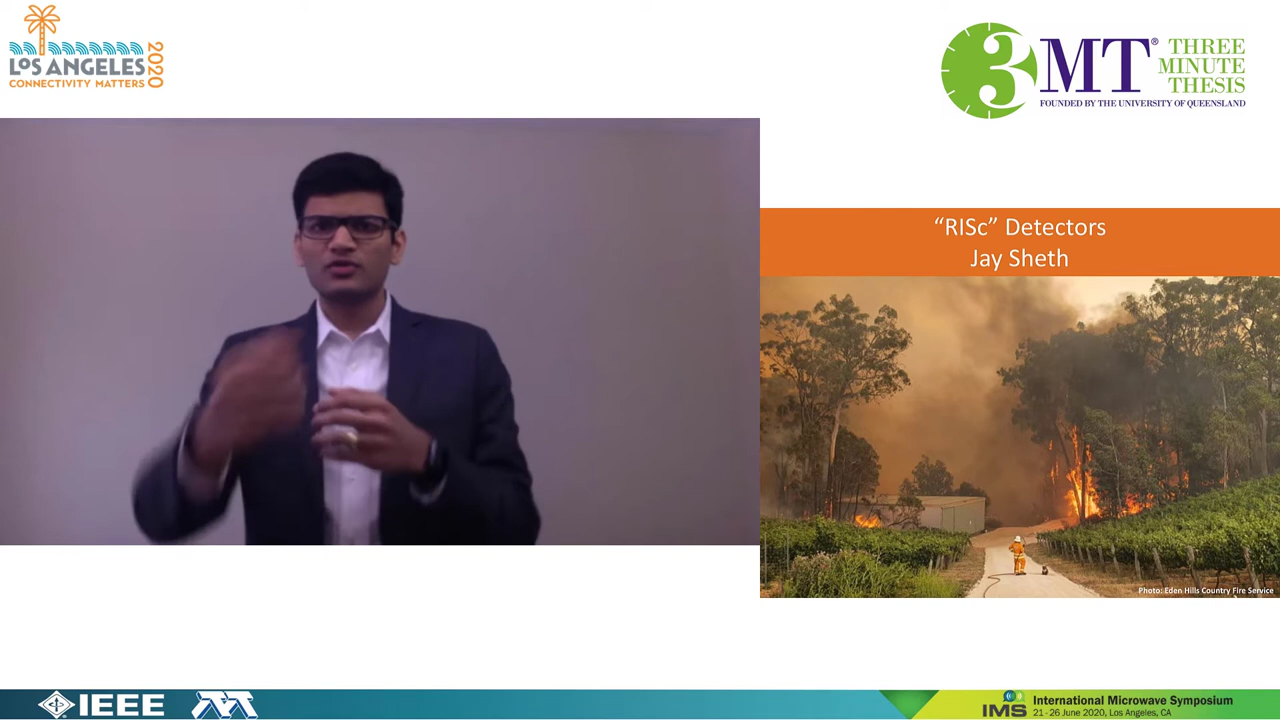 LOS ANGELES
2020
CONNECTIVITY MATTERS
3MT® THREE
MINUTE
THESIS
FOUNDED BY THE UNIVERSITY OF QUEENSLAND
“RISc” Detectors
Jay Sheth
Photo: Eden Hills Country Fire Service
IEEE
IMS
International Microwave Symposium
21 - 26 June 2020, Los Angeles, CA